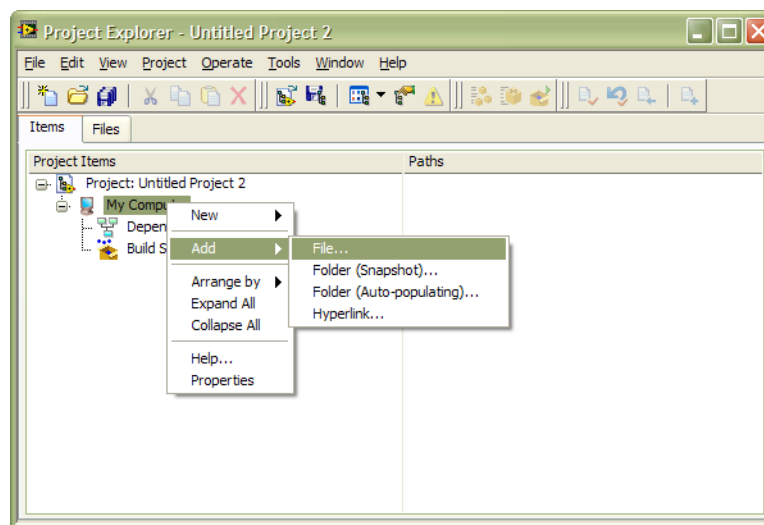 Project Explorer - Untitled Project 2
File Edit View Project Operate Tools Window Help
Items Files
Project Items Paths
Project: Untitled Project 2
My Compu
Depen
Build S
New
Add
Arrange by
Expand All
Collapse All
Help...
Properties
File...
Folder (Snapshot)...
Folder (Auto-populating)...
Hyperlink...